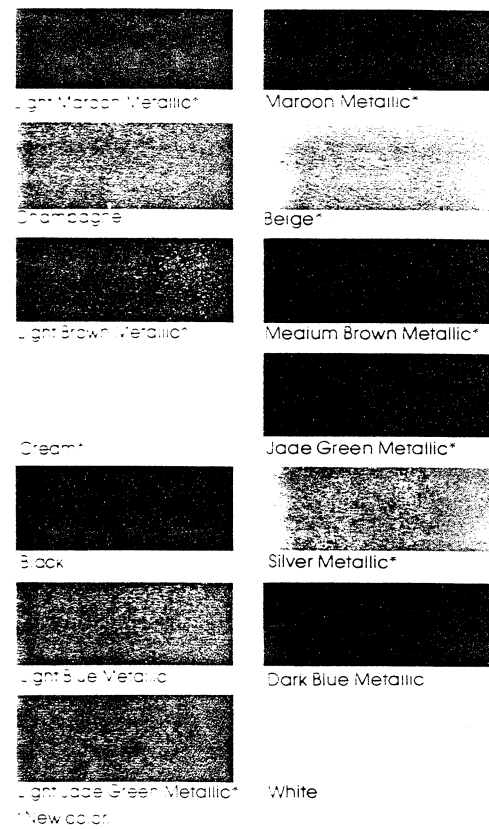 Light Maroon Metallic* Maroon Metallic*
Champagne Beige*
Light Brown Metallic* Medium Brown Metallic*
Cream* Jade Green Metallic*
Black Silver Metallic*
Light Blue Metallic Dark Blue Metallic
Light Jade Green Metallic* White
*New color.